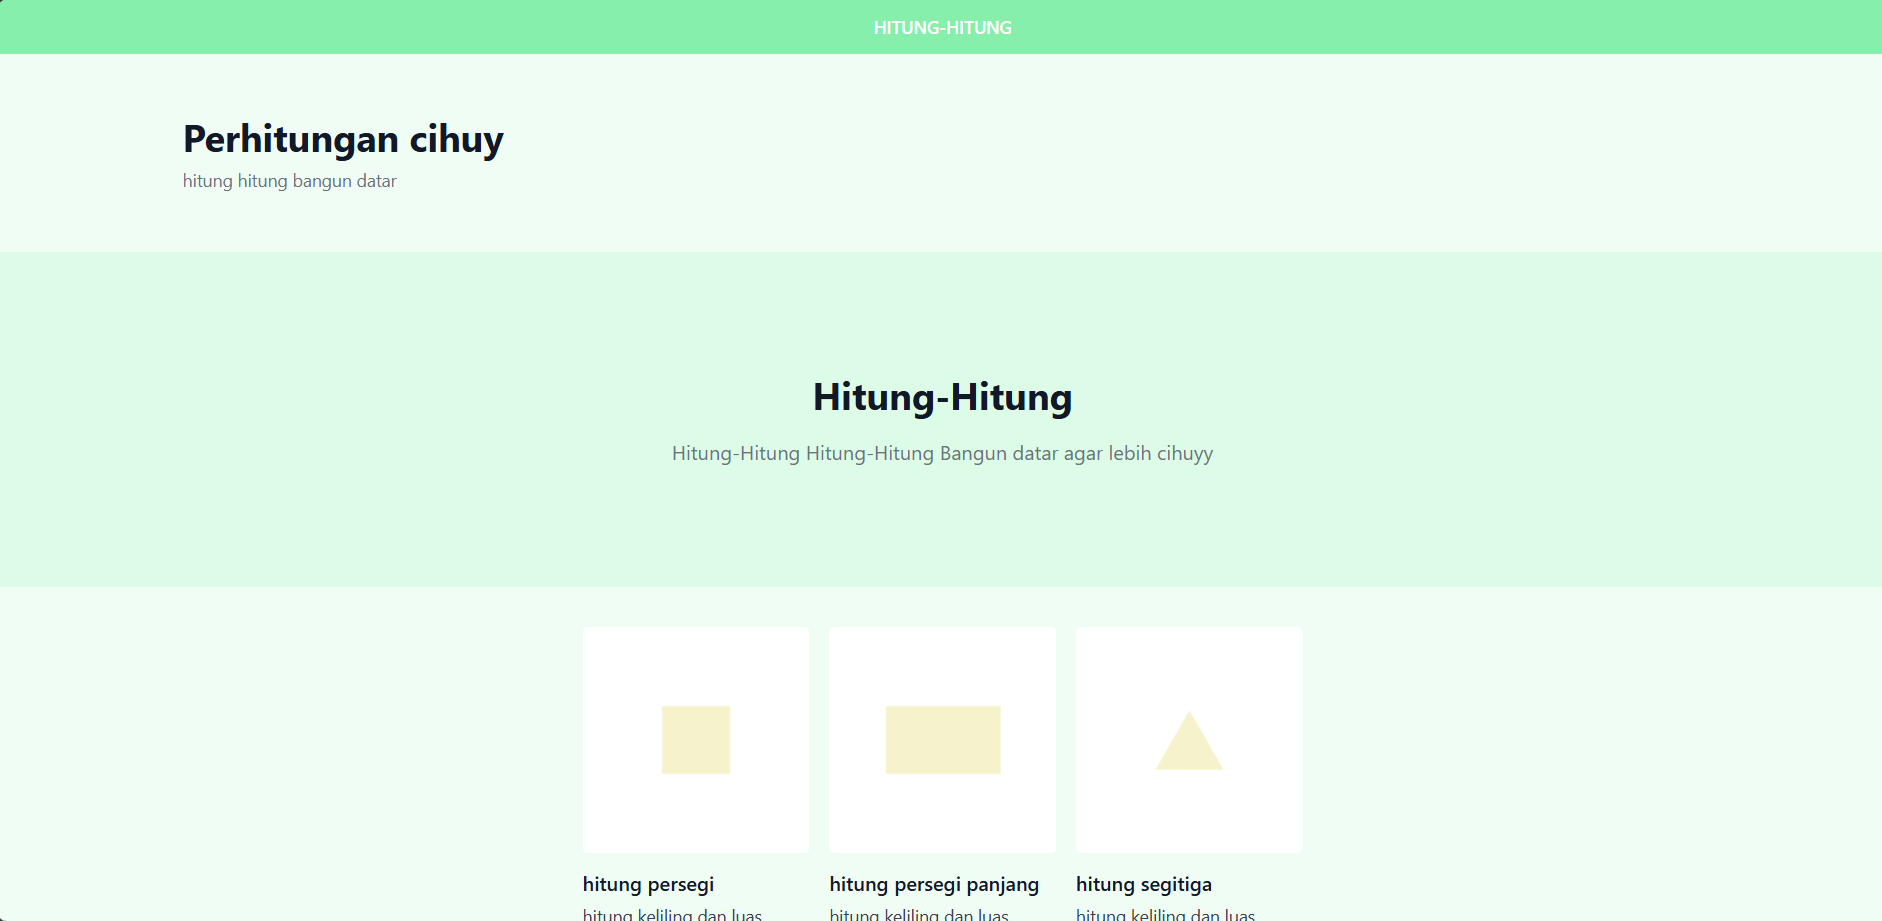 HITUNG-HITUNG
Perhitungan cihuy
hitung hitung bangun datar
Hitung-Hitung
Hitung-Hitung Hitung-Hitung Bangun datar agar lebih cihuyy
hitung persegi
hitung keliling dan luas
hitung persegi panjang
hitung keliling dan luas
hitung segitiga
hitung keliling dan luas